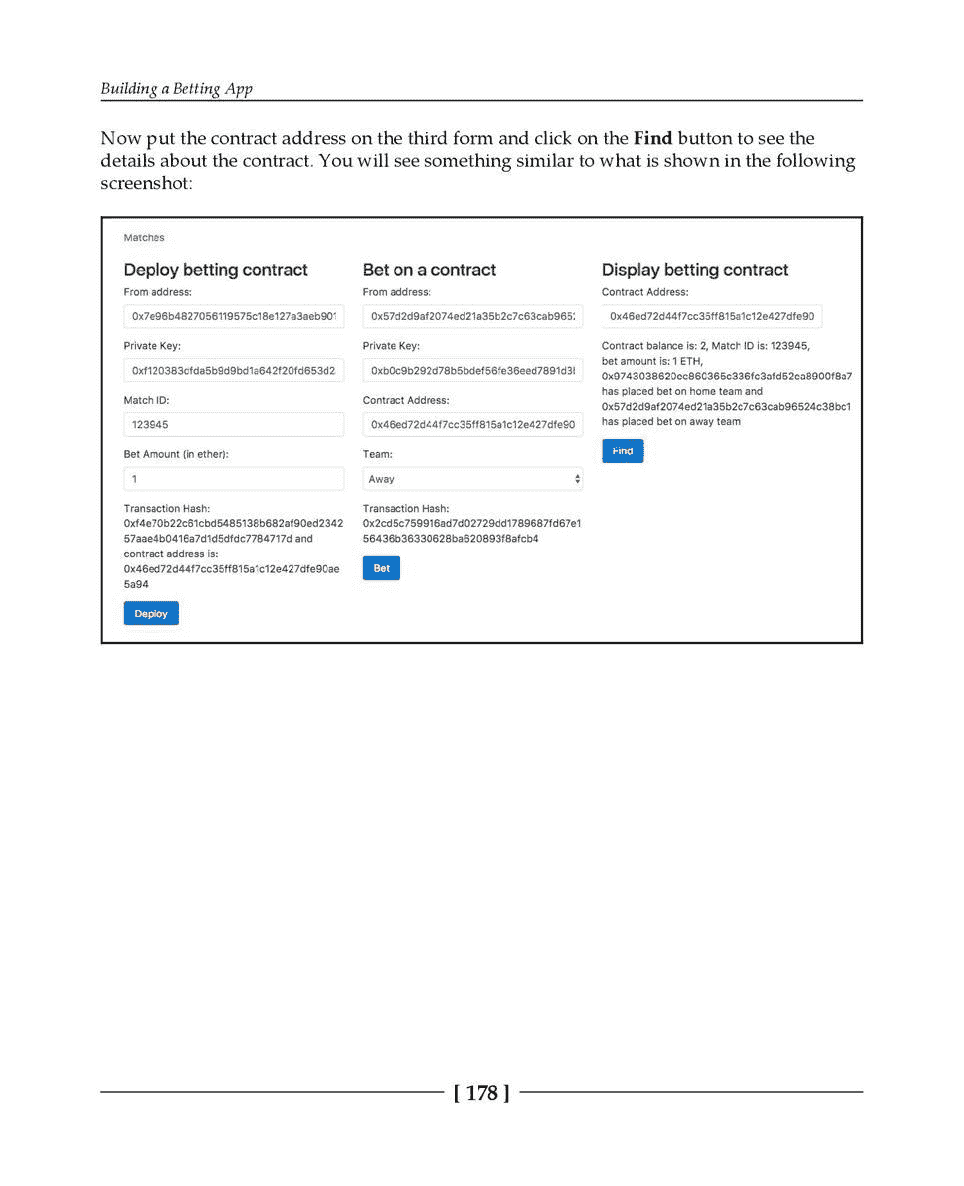 Building a Betting App
Now put the contract address on the third form and click on the Find button to see the
details about the contract. You will see something similar to what is shown in the following
screenshot:
Matches
Deploy betting contract
From address:
0x7e96b4827056119575c18e127a3aeb901
Private Key:
Match ID:
123945
Bet Amount (in ether):
1
Transaction Hash:
0xf4e70b22c61cbd5485138b682af90ed2342
57aae4b0416a7d1d5dfdc7784717d and
contract address is:
0x46ed72d44f7cc35ff815a1c12e427dfe90ae
5a94
Deploy
Bet on a contract
From address:
0x57d2d9af2074ed21a35b2c7c63cab965
Private Key:
Contract Address:
0x46ed72d44f7cc35ff815a1c12e427dfe90
Team:
Away
Transaction Hash:
0x2cd5c759916ad7d02729dd1789687fd67e1
56436b36330628ba620893f8afcb4
Bet
Display betting contract
Contract Address:
0x46ed72d44f7cc35ff815a1c12e427dfe90
Contract balance is: 2, Match ID is: 123945,
bet amount is: 1 ETH,
has placed bet on home team and
0x57d2d9af2074ed21a35b2c7c63cab96524c38bc1
has placed bet on away team
Find
[ 178 ]